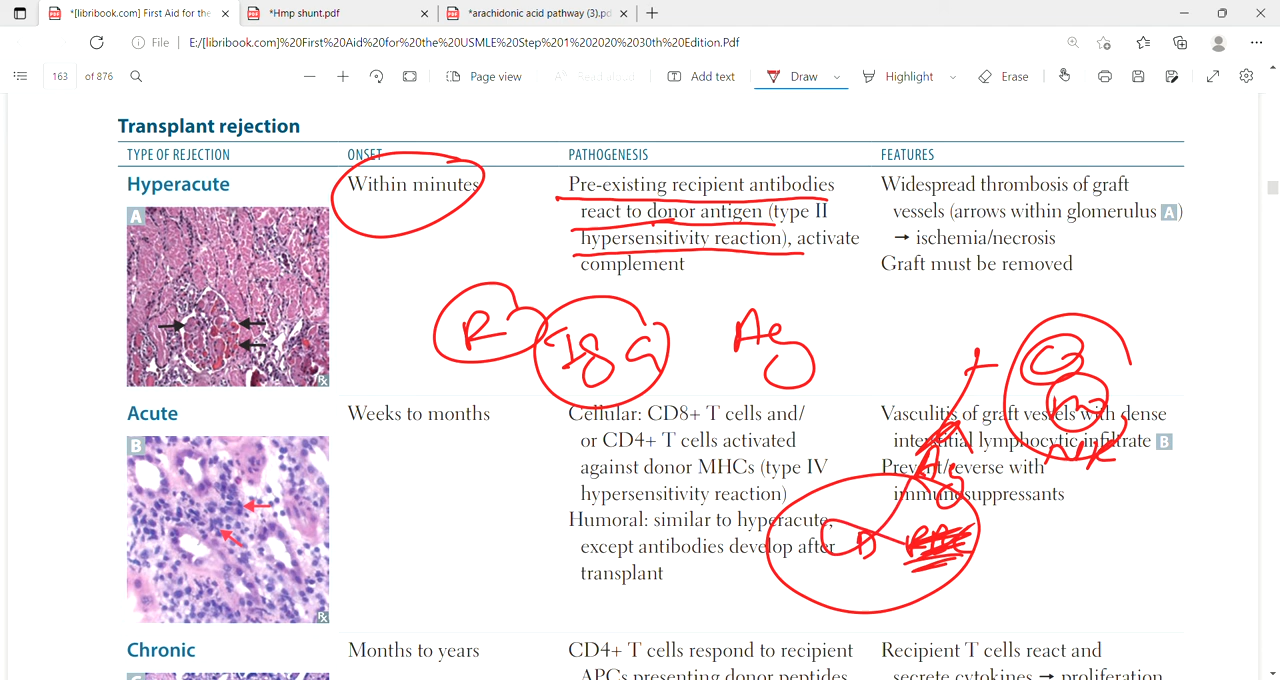 *[libribook.com] First Aid for the
*Hmp shunt.pdf
*arachidonic acid pathway (3).pd
File
E:/[libribook.com]%20First%20Aid%20for%20the%20USMLE%20Step%201%202020%2030th%20Edition.Pdf
163 of 876
Page view
Read aloud
Add text
Draw
Highlight
Erase
Transplant rejection
TYPE OF REJECTION ONSET PATHOGENESIS FEATURES
Hyperacute
A
Within minutes
Pre-existing recipient antibodies
react to donor antigen (type II
hypersensitivity reaction), activate
complement
Widespread thrombosis of graft
vessels (arrows within glomerulus A)
→ ischemia/necrosis
Graft must be removed
R
IgG
Ag
Acute
B
Weeks to months
Cellular: CD8+ T cells and/
or CD4+ T cells activated
against donor MHCs (type IV
hypersensitivity reaction)
Humoral: similar to hyperacute,
except antibodies develop after
transplant
Vasculitis of graft vessels with dense
interstitial lymphocytic infiltrate B
Prevent/reverse with
immunosuppressants
Ag
D
Chronic
Months to years
CD4+ T cells respond to recipient
APCs presenting donor peptides,
Recipient T cells react and
secrete cytokines → proliferation